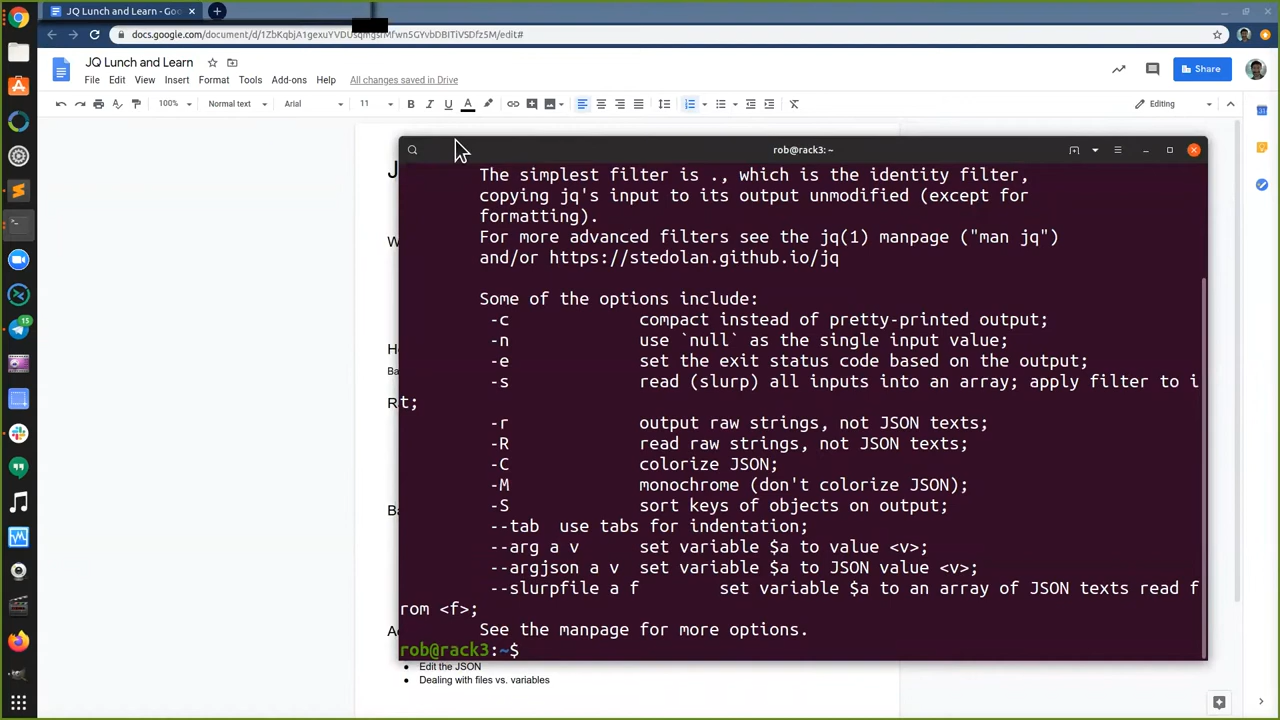 JQ Lunch and Learn - Goo
docs.google.com/document/d/1ZbKqbjA1gexuYVDUsqmgsrMfwn5GYvbDBITiVSDfz5M/edit#
JQ Lunch and Learn
File Edit View Insert Format Tools Add-ons Help All changes saved in Drive
Share
100% Normal text Arial 11 Editing
rob@rack3: ~
The simplest filter is ., which is the identity filter,
copying jq's input to its output unmodified (except for
formatting).
For more advanced filters see the jq(1) manpage ("man jq")
and/or https://stedolan.github.io/jq
Some of the options include:
-c compact instead of pretty-printed output;
-n use `null` as the single input value;
-e set the exit status code based on the output;
-s read (slurp) all inputs into an array; apply filter to i
t;
-r output raw strings, not JSON texts;
-R read raw strings, not JSON texts;
-C colorize JSON;
-M monochrome (don't colorize JSON);
-S sort keys of objects on output;
--tab use tabs for indentation;
--arg a v set variable $a to value <v>;
--argjson a v set variable $a to JSON value <v>;
--slurpfile a f set variable $a to an array of JSON texts read f
rom <f>;
See the manpage for more options.
rob@rack3:~$
Edit the JSON
Dealing with files vs. variables
15